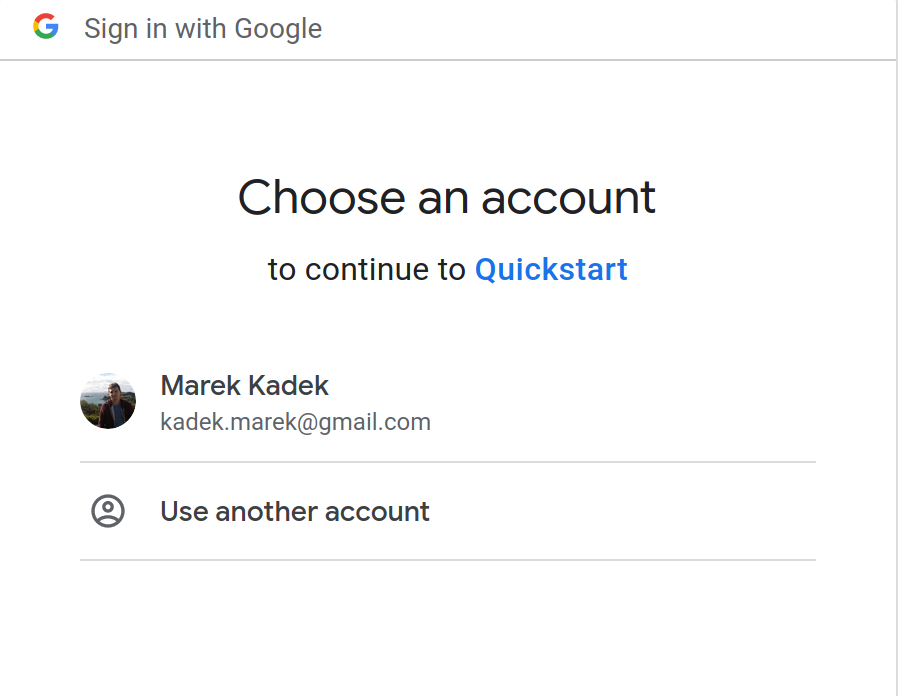 Sign in with Google
Choose an account
to continue to Quickstart
Marek Kadek
kadek.marek@gmail.com
Use another account